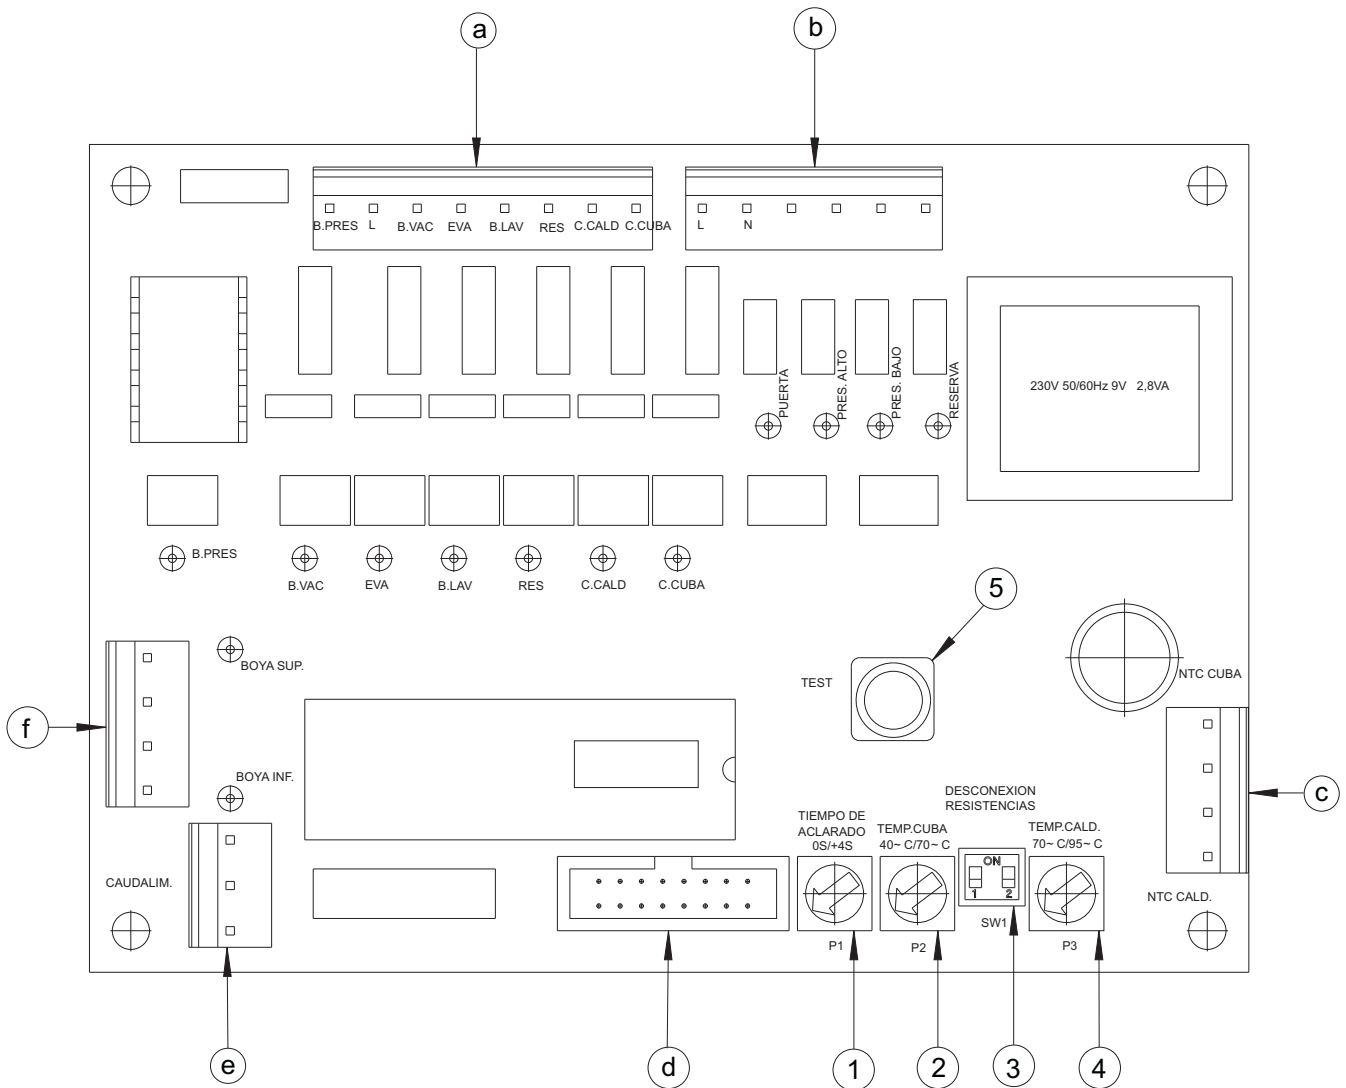 a
b
B.PRES L B.VAC EVA B.LAV RES C.CALD C.CUBA
L N
PUERTA
PRES. ALTO
PRES. BAJO
RESERVA
230V 50/60Hz 9V 2,8VA
B.PRES
B.VAC
EVA
B.LAV
RES
C.CALD
C.CUBA
5
BOYA SUP.
TEST
NTC CUBA
f
BOYA INF.
c
DESCONEXION
RESISTENCIAS
TIEMPO DE
ACLARADO
0S/+4S
TEMP.CUBA
40~ C/70~ C
TEMP.CALD.
70~ C/95~ C
ON
1 2
CAUDALIM.
NTC CALD.
P1
P2
SW1
P3
e
d
1
2
3
4